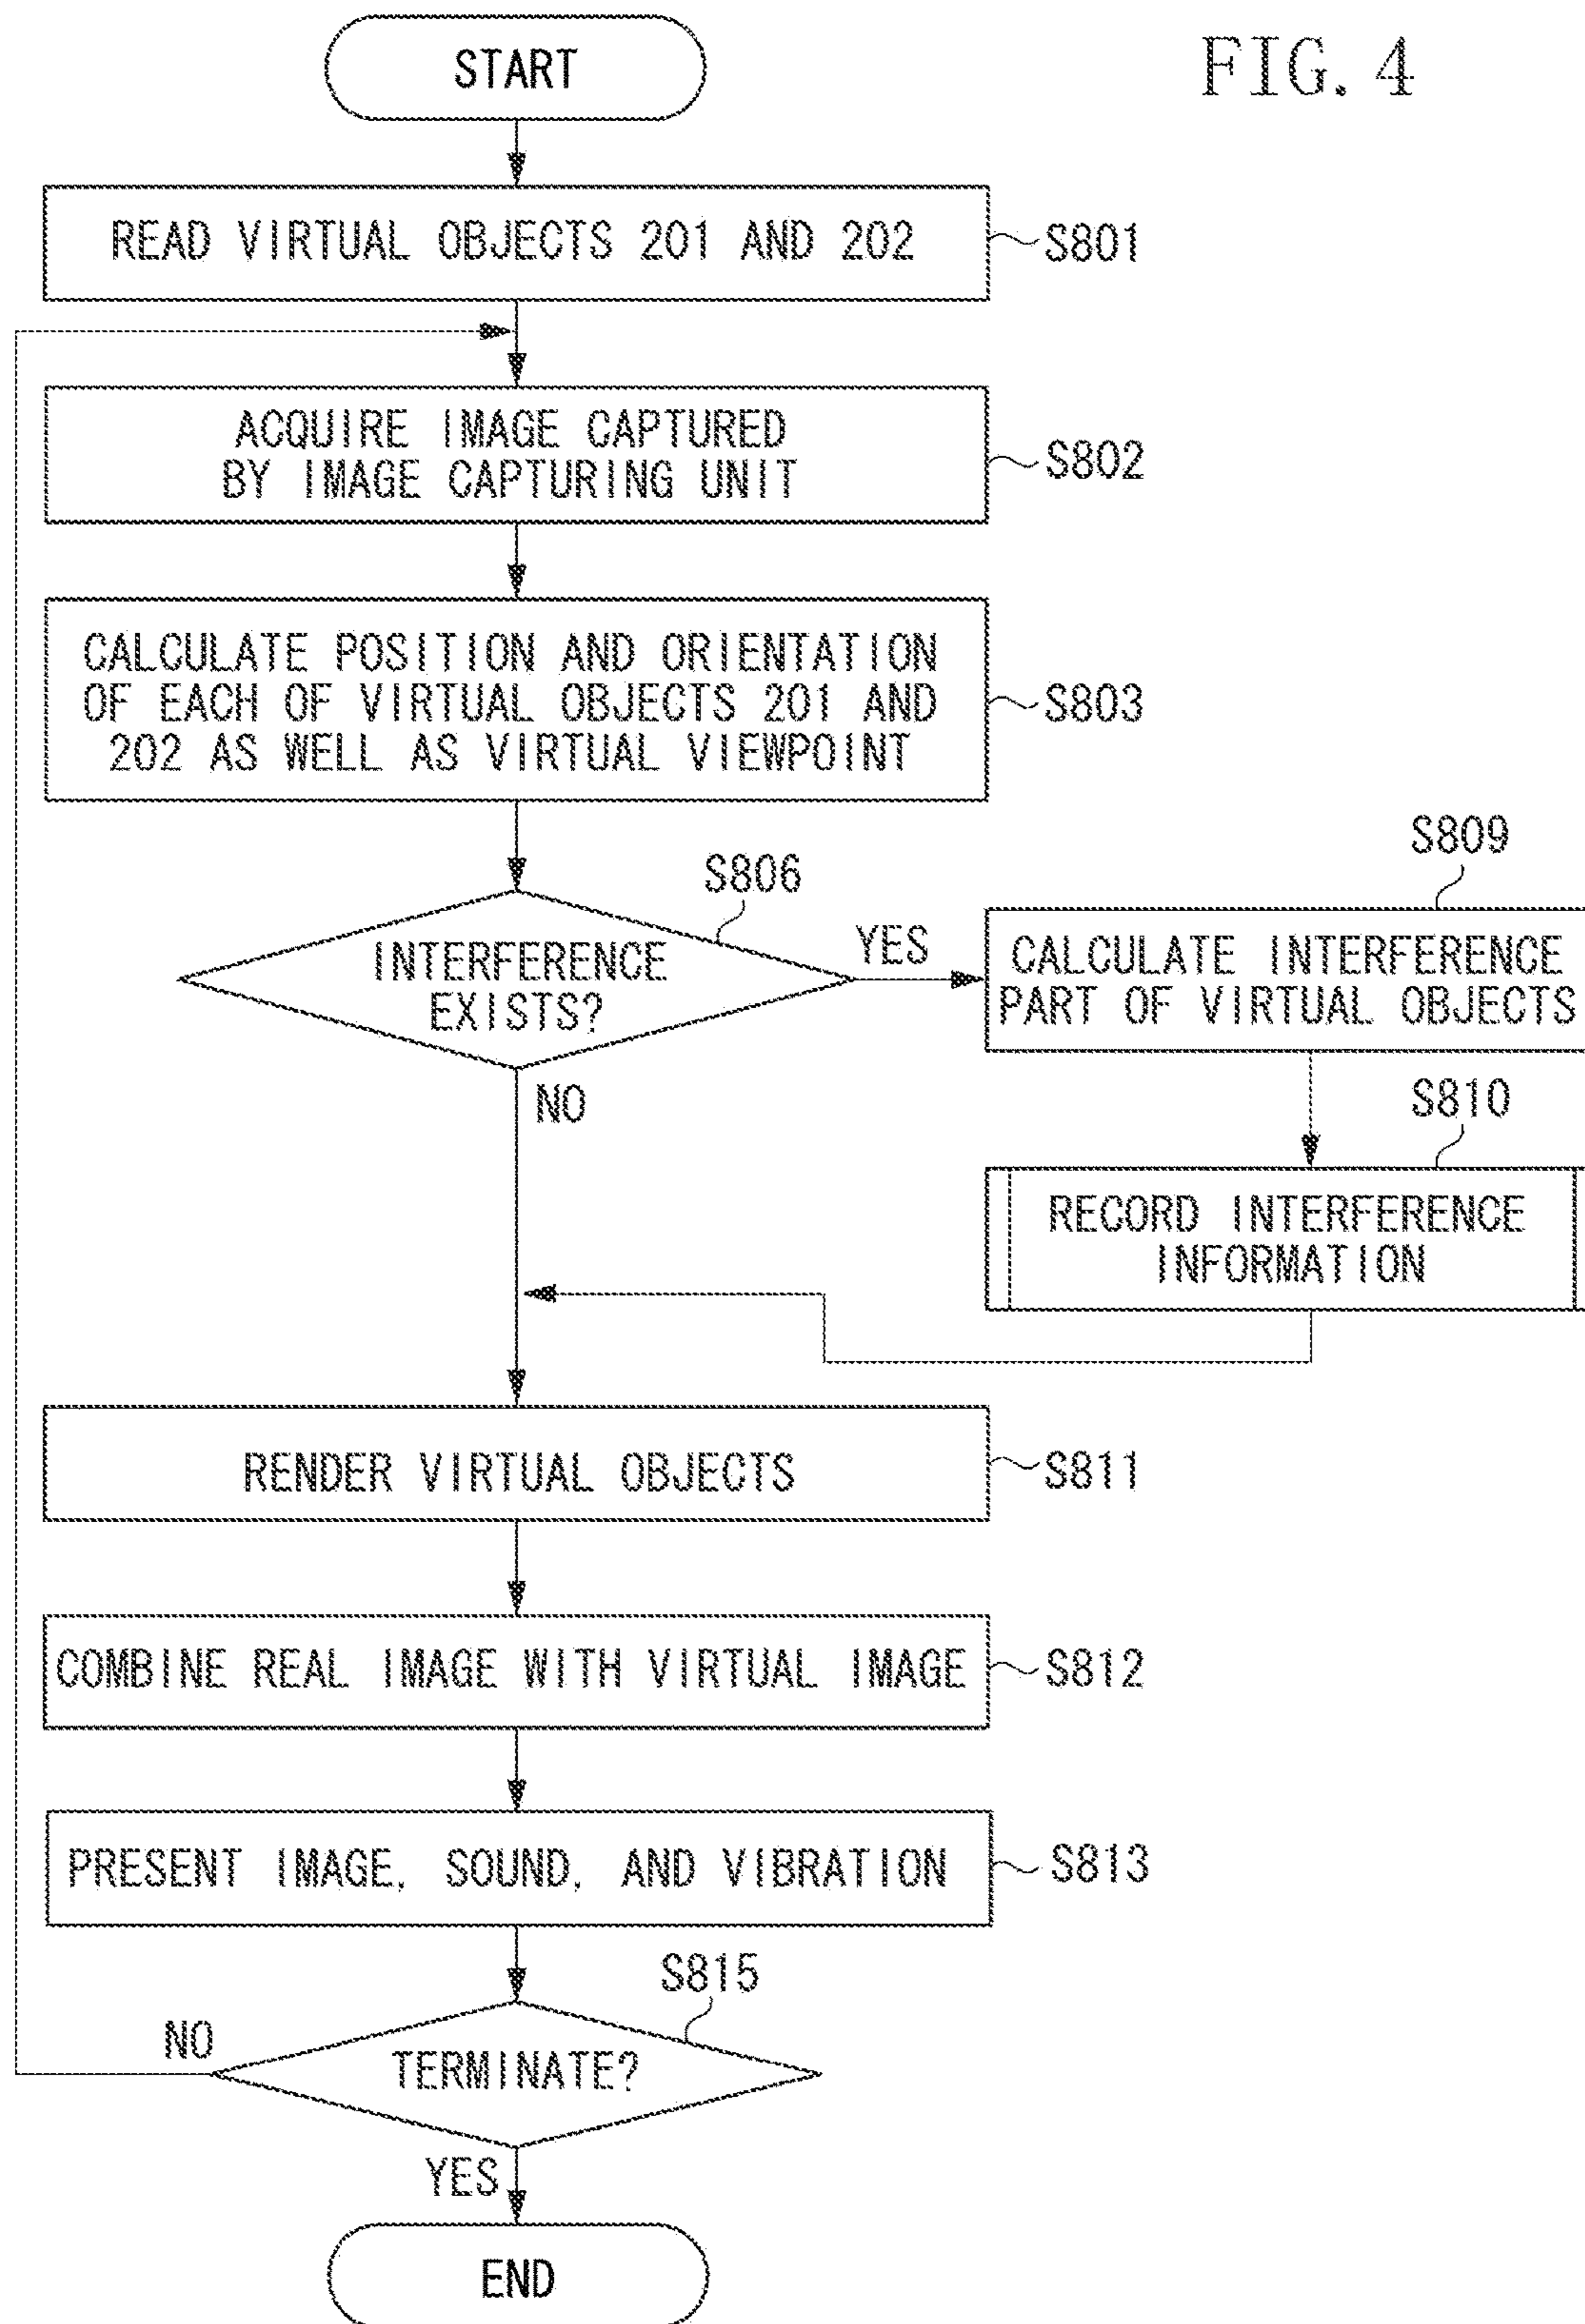 FIG. 4
START
READ VIRTUAL OBJECTS 201 AND 202
S801
ACQUIRE IMAGE CAPTURED
BY IMAGE CAPTURING UNIT
S802
CALCULATE POSITION AND ORIENTATION
OF EACH OF VIRTUAL OBJECTS 201 AND
202 AS WELL AS VIRTUAL VIEWPOINT
S803
S806
INTERFERENCE
EXISTS?
YES
NO
S809
CALCULATE INTERFERENCE
PART OF VIRTUAL OBJECTS
S810
RECORD INTERFERENCE
INFORMATION
RENDER VIRTUAL OBJECTS
S811
COMBINE REAL IMAGE WITH VIRTUAL IMAGE
S812
PRESENT IMAGE, SOUND, AND VIBRATION
S813
S815
TERMINATE?
NO
YES
END